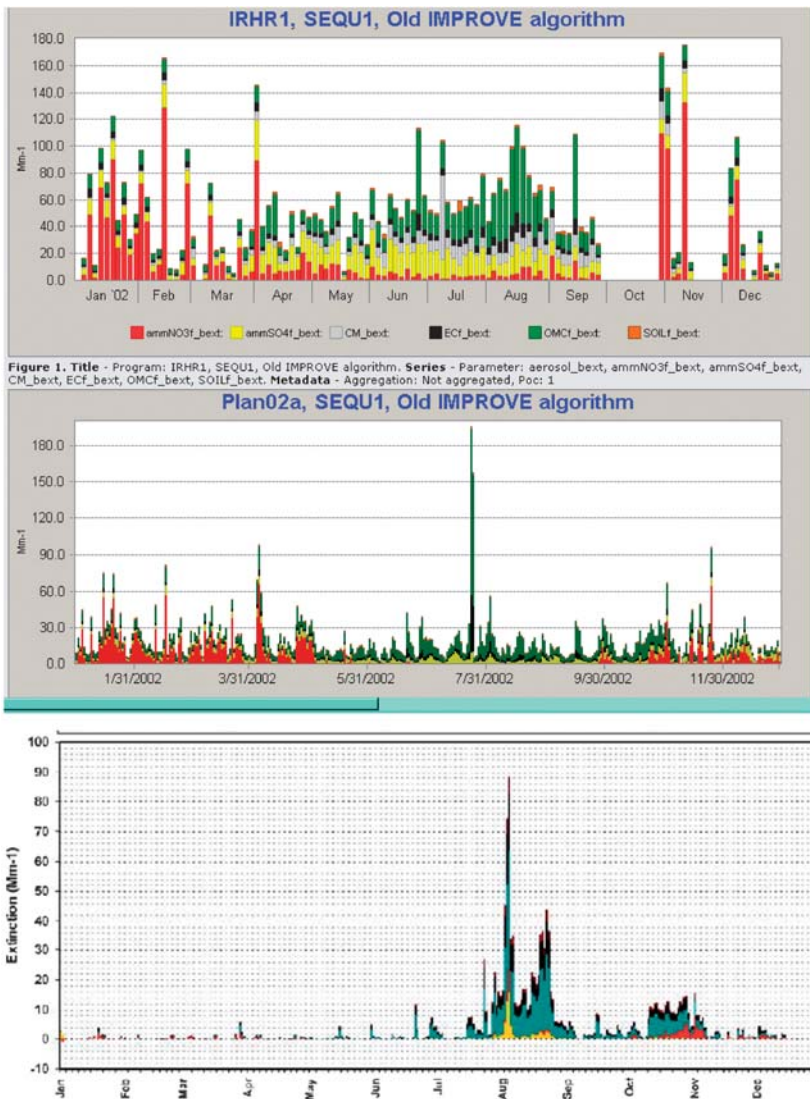 IRHR1, SEQU1, Old IMPROVE algorithm
180.0
160.0
140.0
120.0
100.0
80.0
60.0
40.0
20.0
0.0
Mm-1
Jan '02 Feb Mar Apr May Jun Jul Aug Sep Oct Nov Dec
ammNO3f_bext ammSO4f_bext CM_bext ECf_bext OMCf_bext SOILf_bext
Figure 1. Title - Program: IRHR1, SEQU1, Old IMPROVE algorithm. Series - Parameter: aerosol_bext, ammNO3f_bext, ammSO4f_bext,
CM_bext, ECf_bext, OMCf_bext, SOILf_bext. Metadata - Aggregation: Not aggregated, Poc: 1
Plan02a, SEQU1, Old IMPROVE algorithm
180.0
150.0
120.0
90.0
60.0
30.0
0.0
Mm-1
1/31/2002 3/31/2002 5/31/2002 7/31/2002 9/30/2002 11/30/2002
100
90
80
70
60
50
40
30
20
10
0
-10
Extinction (Mm-1)
Jan Feb Mar Apr May Jun Jul Aug Sep Oct Nov Dec